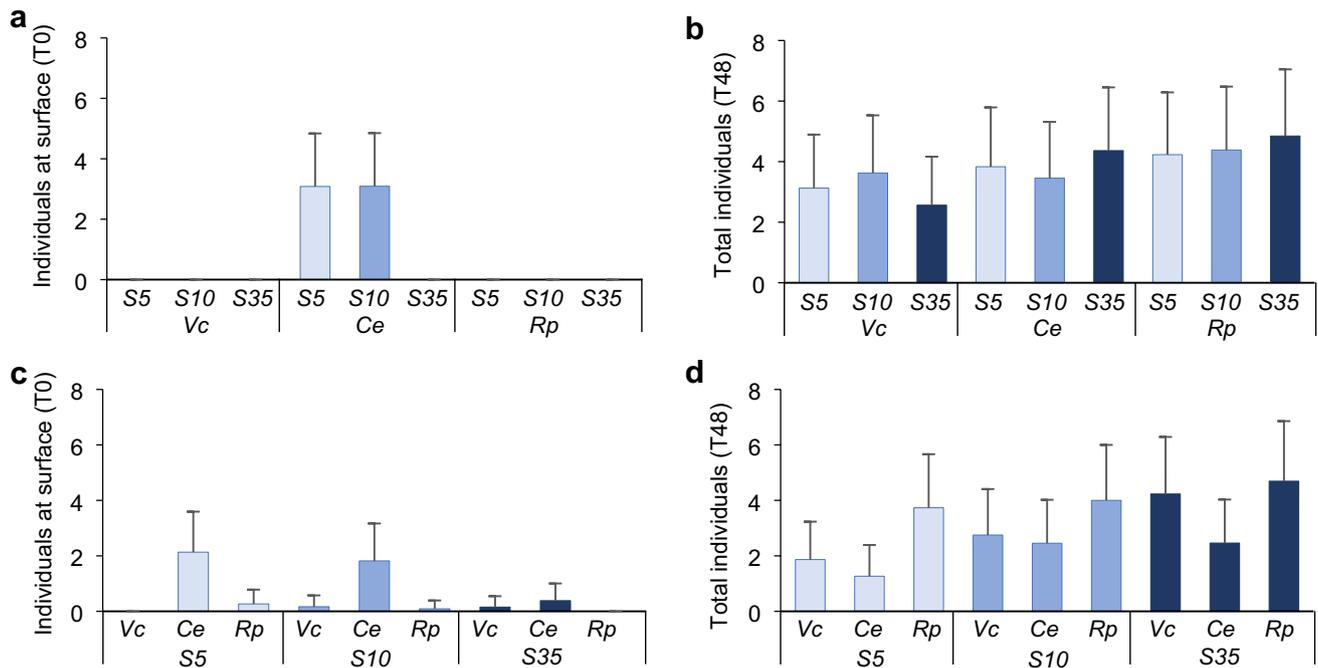 a
Individuals at surface (T0)
8
6
4
2
0
S5 S10 S35 S5 S10 S35 S5 S10 S35
Vc Ce Rp
b
Total individuals (T48)
8
6
4
2
0
S5 S10 S35 S5 S10 S35 S5 S10 S35
Vc Ce Rp
c
Individuals at surface (T0)
8
6
4
2
0
Vc Ce Rp Vc Ce Rp Vc Ce Rp
S5 S10 S35
d
Total individuals (T48)
8
6
4
2
0
Vc Ce Rp Vc Ce Rp Vc Ce Rp
S5 S10 S35